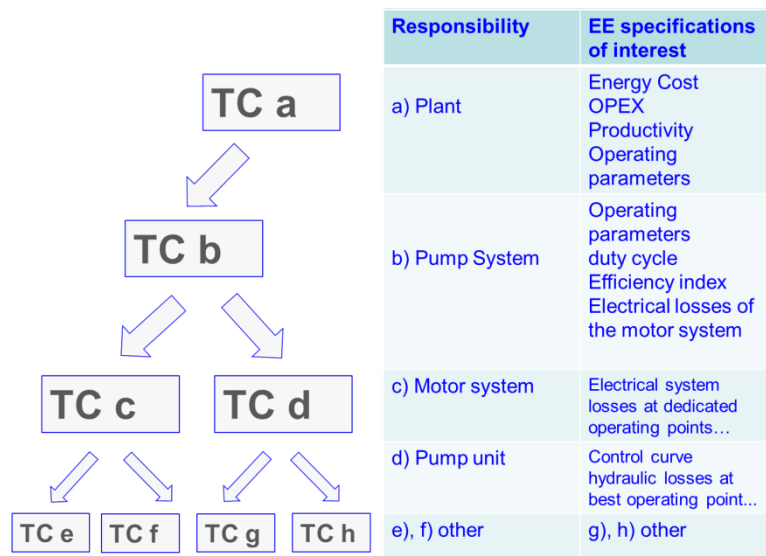 TC a
TC b
TC c
TC d
TC e
TC f
TC g
TC h
Responsibility
EE specifications
of interest
a) Plant
Energy Cost
OPEX
Productivity
Operating
parameters
b) Pump System
Operating
parameters
duty cycle
Efficiency index
Electrical losses of
the motor system
c) Motor system
Electrical system
losses at dedicated
operating points…
d) Pump unit
Control curve
hydraulic losses at
best operating point...
e), f) other
g), h) other